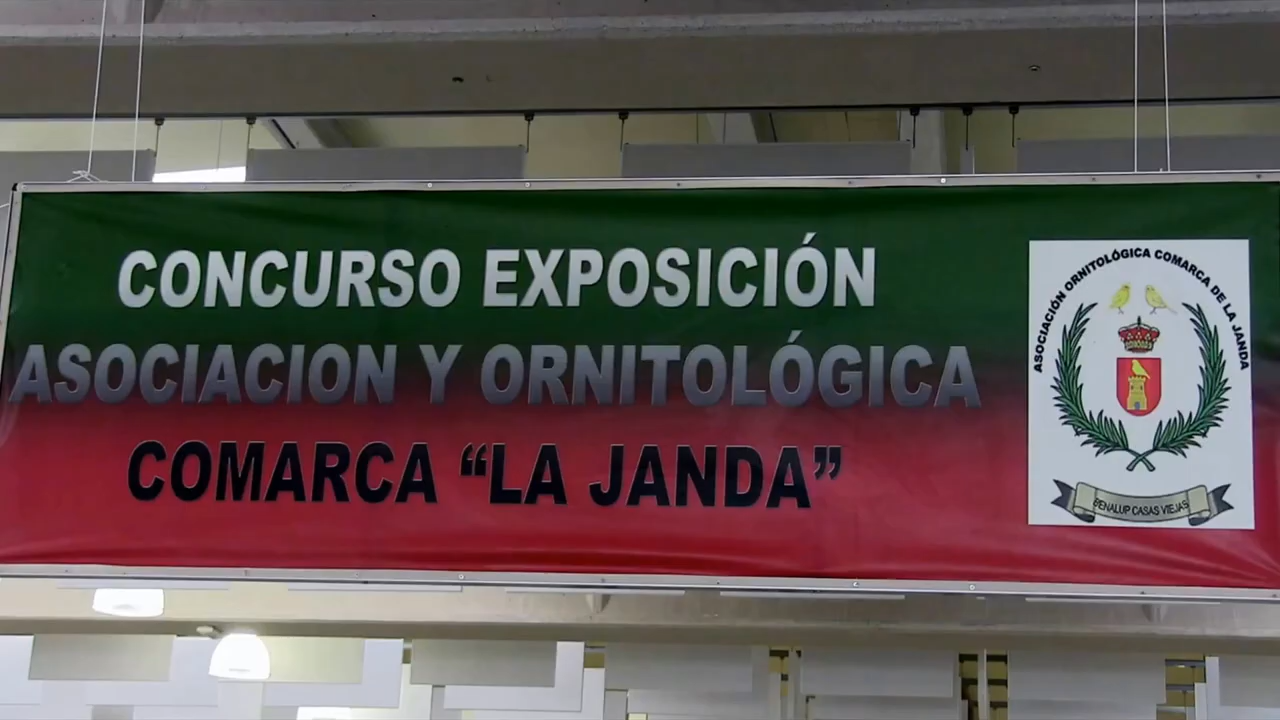 CONCURSO EXPOSICIÓN
ASOCIACION Y ORNITOLÓGICA
COMARCA “LA JANDA”
ASOCIACIÓN ORNITOLÓGICA COMARCA DE LA JANDA
BENALUP CASAS VIEJAS